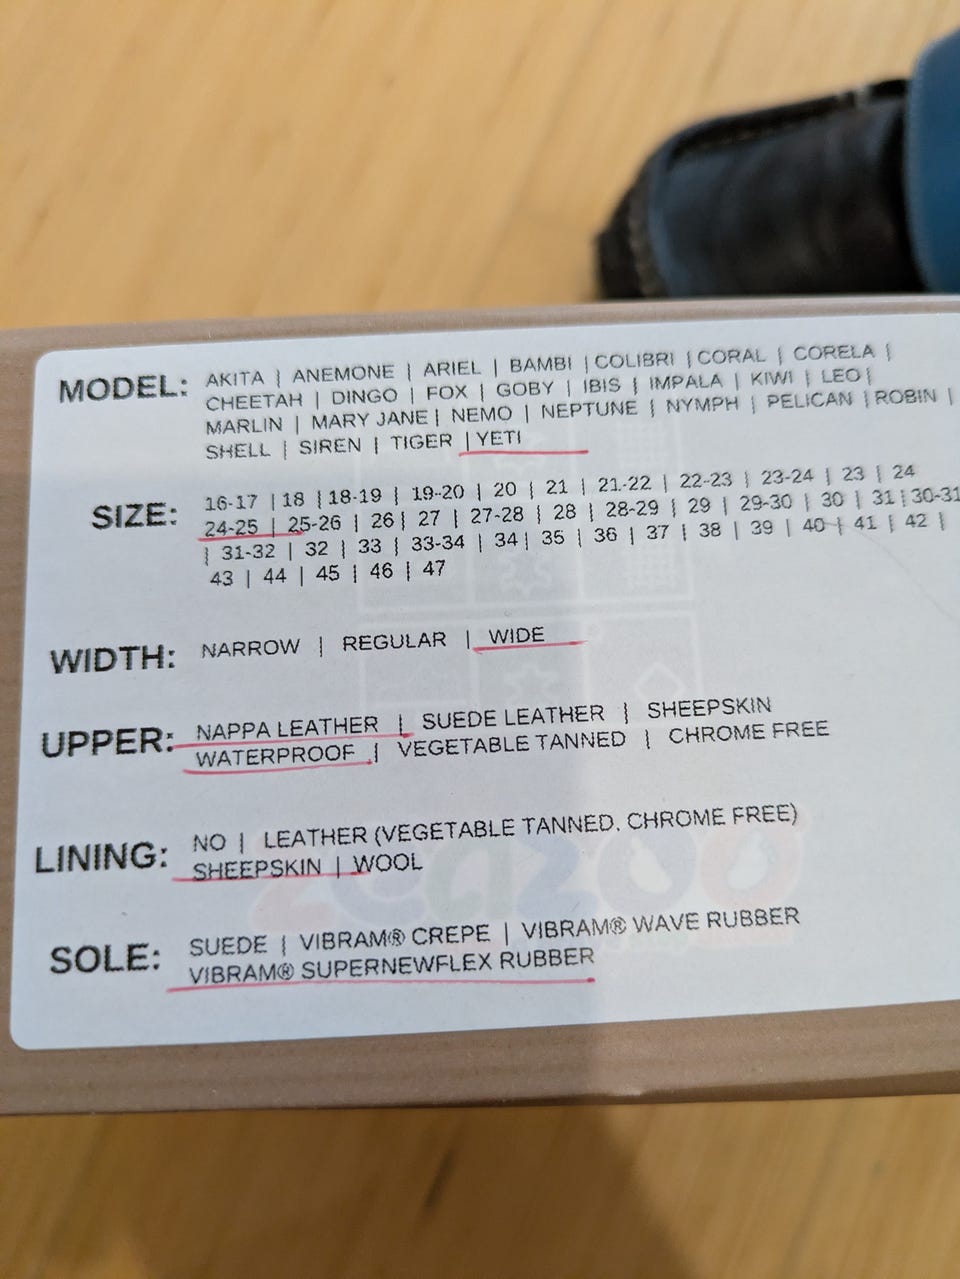 MODEL: AKITA | ANEMONE | ARIEL | BAMBI | COLIBRI | CORAL | CORELA |
CHEETAH | DINGO | FOX | GOBY | IBIS | IMPALA | KIWI | LEO |
MARLIN | MARY JANE | NEMO | NEPTUNE | NYMPH | PELICAN | ROBIN |
SHELL | SIREN | TIGER | YETI
SIZE: 16-17 | 18 | 18-19 | 19-20 | 20 | 21 | 21-22 | 22-23 | 23-24 | 23 | 24
24-25 | 25-26 | 26 | 27 | 27-28 | 28 | 28-29 | 29 | 29-30 | 30 | 31 | 30-31
| 31-32 | 32 | 33 | 33-34 | 34 | 35 | 36 | 37 | 38 | 39 | 40 | 41 | 42 |
43 | 44 | 45 | 46 | 47
WIDTH: NARROW | REGULAR | WIDE
UPPER: NAPPA LEATHER | SUEDE LEATHER | SHEEPSKIN
WATERPROOF | VEGETABLE TANNED | CHROME FREE
LINING: NO | LEATHER (VEGETABLE TANNED. CHROME FREE)
SHEEPSKIN | WOOL
zeazoo
SOLE: SUEDE | VIBRAM® CREPE | VIBRAM® WAVE RUBBER
VIBRAM® SUPERNEWFLEX RUBBER